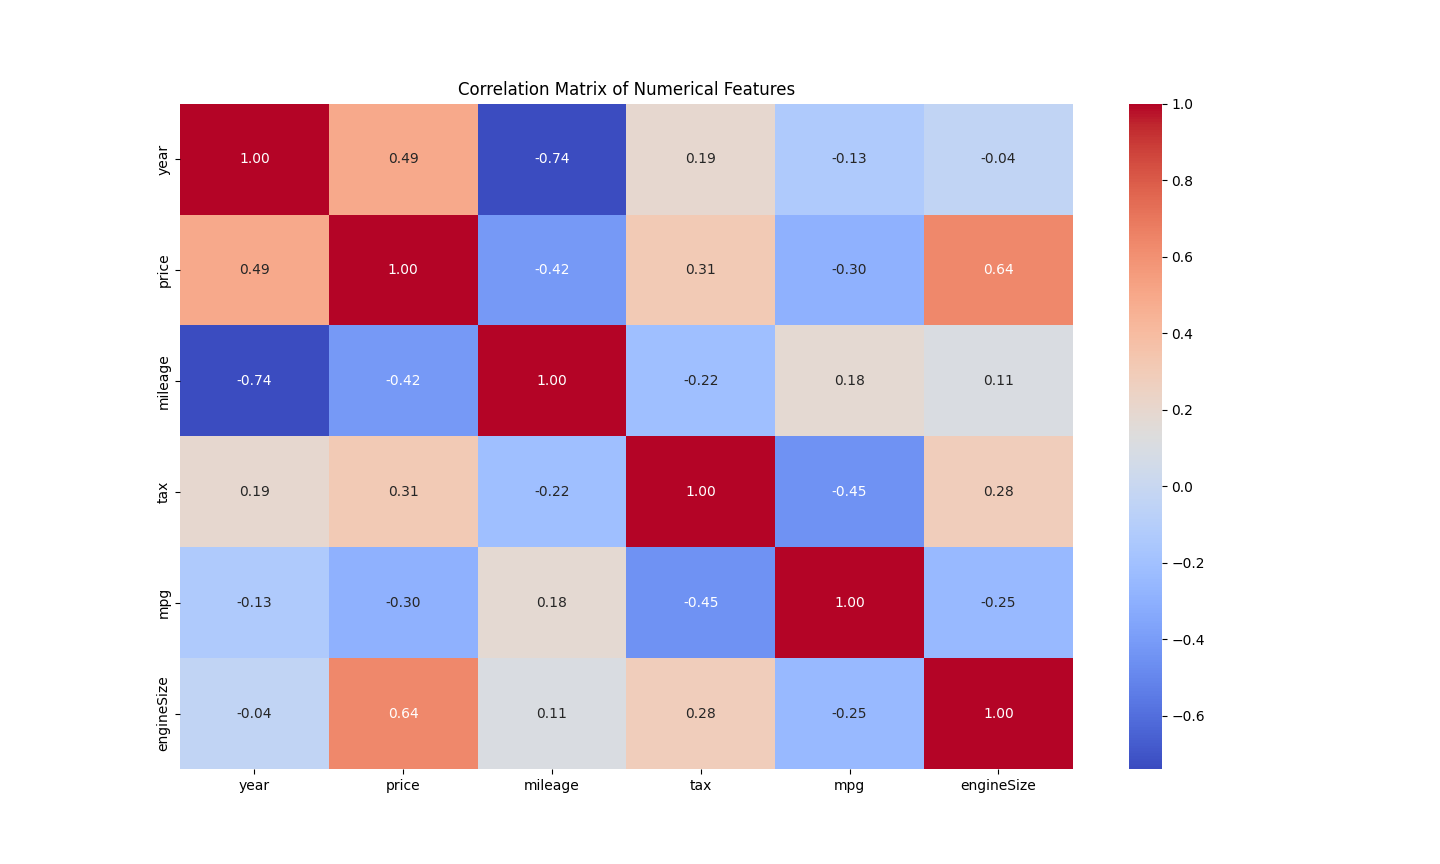 Correlation Matrix of Numerical Features
year 1.00 0.49 -0.74 0.19 -0.13 -0.04
price 0.49 1.00 -0.42 0.31 -0.30 0.64
mileage -0.74 -0.42 1.00 -0.22 0.18 0.11
tax 0.19 0.31 -0.22 1.00 -0.45 0.28
mpg -0.13 -0.30 0.18 -0.45 1.00 -0.25
engineSize -0.04 0.64 0.11 0.28 -0.25 1.00
year price mileage tax mpg engineSize
1.0
0.8
0.6
0.4
0.2
0.0
−0.2
−0.4
−0.6